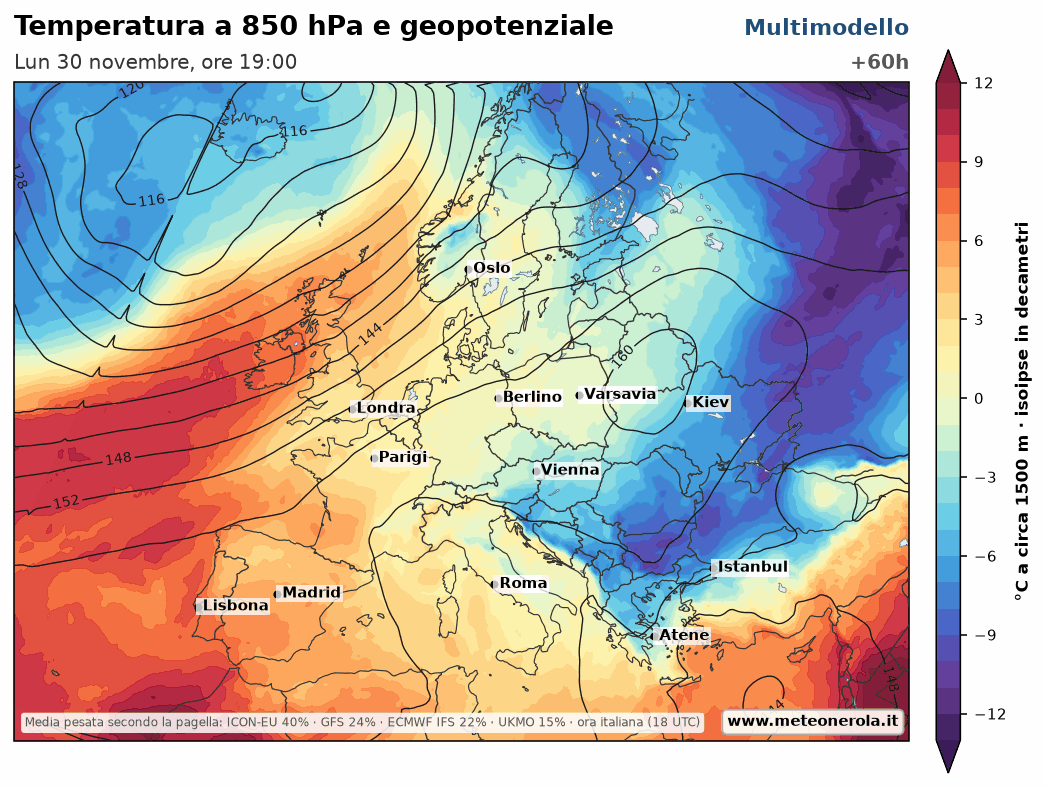 Temperatura a 850 hPa e geopotenziale
Multimodello
Lun 30 novembre, ore 19:00
+60h
120
116
128
116
144
160
148
152
148
Oslo
Londra
Berlino
Varsavia
Kiev
Parigi
Vienna
Istanbul
Roma
Madrid
Lisbona
Atene
Media pesata secondo la pagella: ICON-EU 40% · GFS 24% · ECMWF IFS 22% · UKMO 15% · ora italiana (18 UTC)
www.meteonerola.it
12
9
6
3
0
−3
−6
−9
−12
°C a circa 1500 m · isoipse in decametri